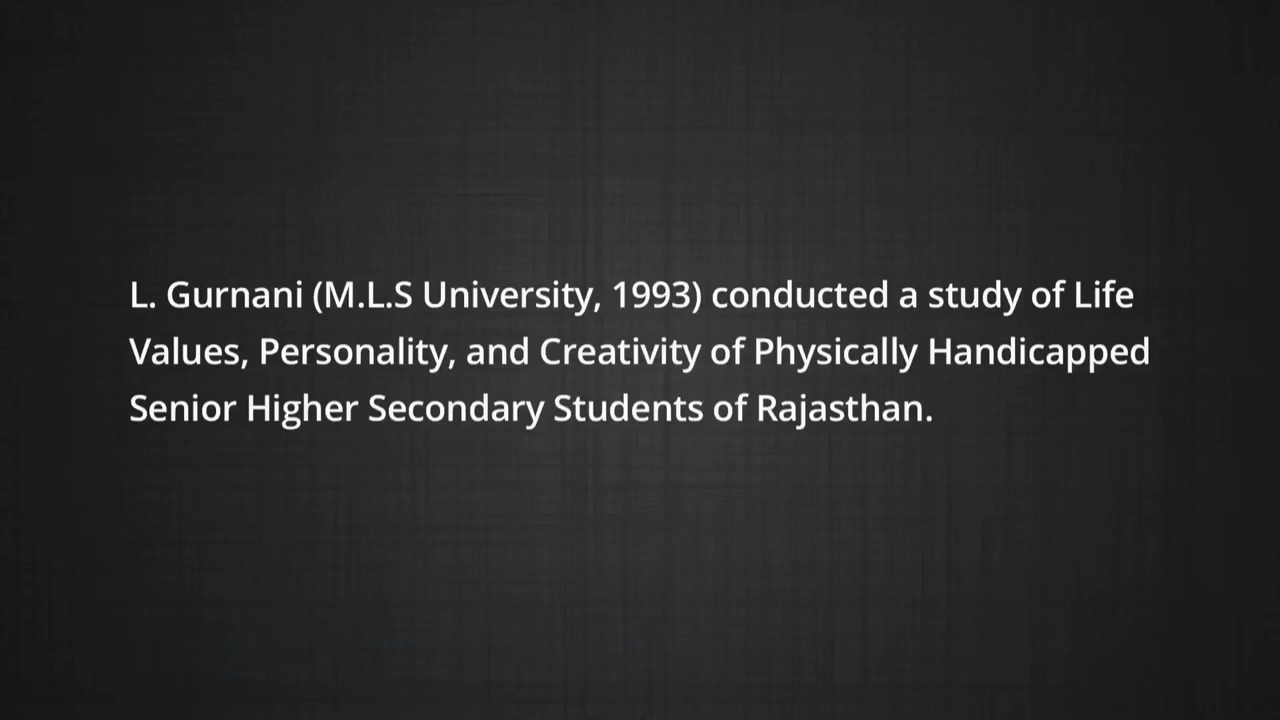 L. Gurnani (M.L.S University, 1993) conducted a study of Life
Values, Personality, and Creativity of Physically Handicapped
Senior Higher Secondary Students of Rajasthan.